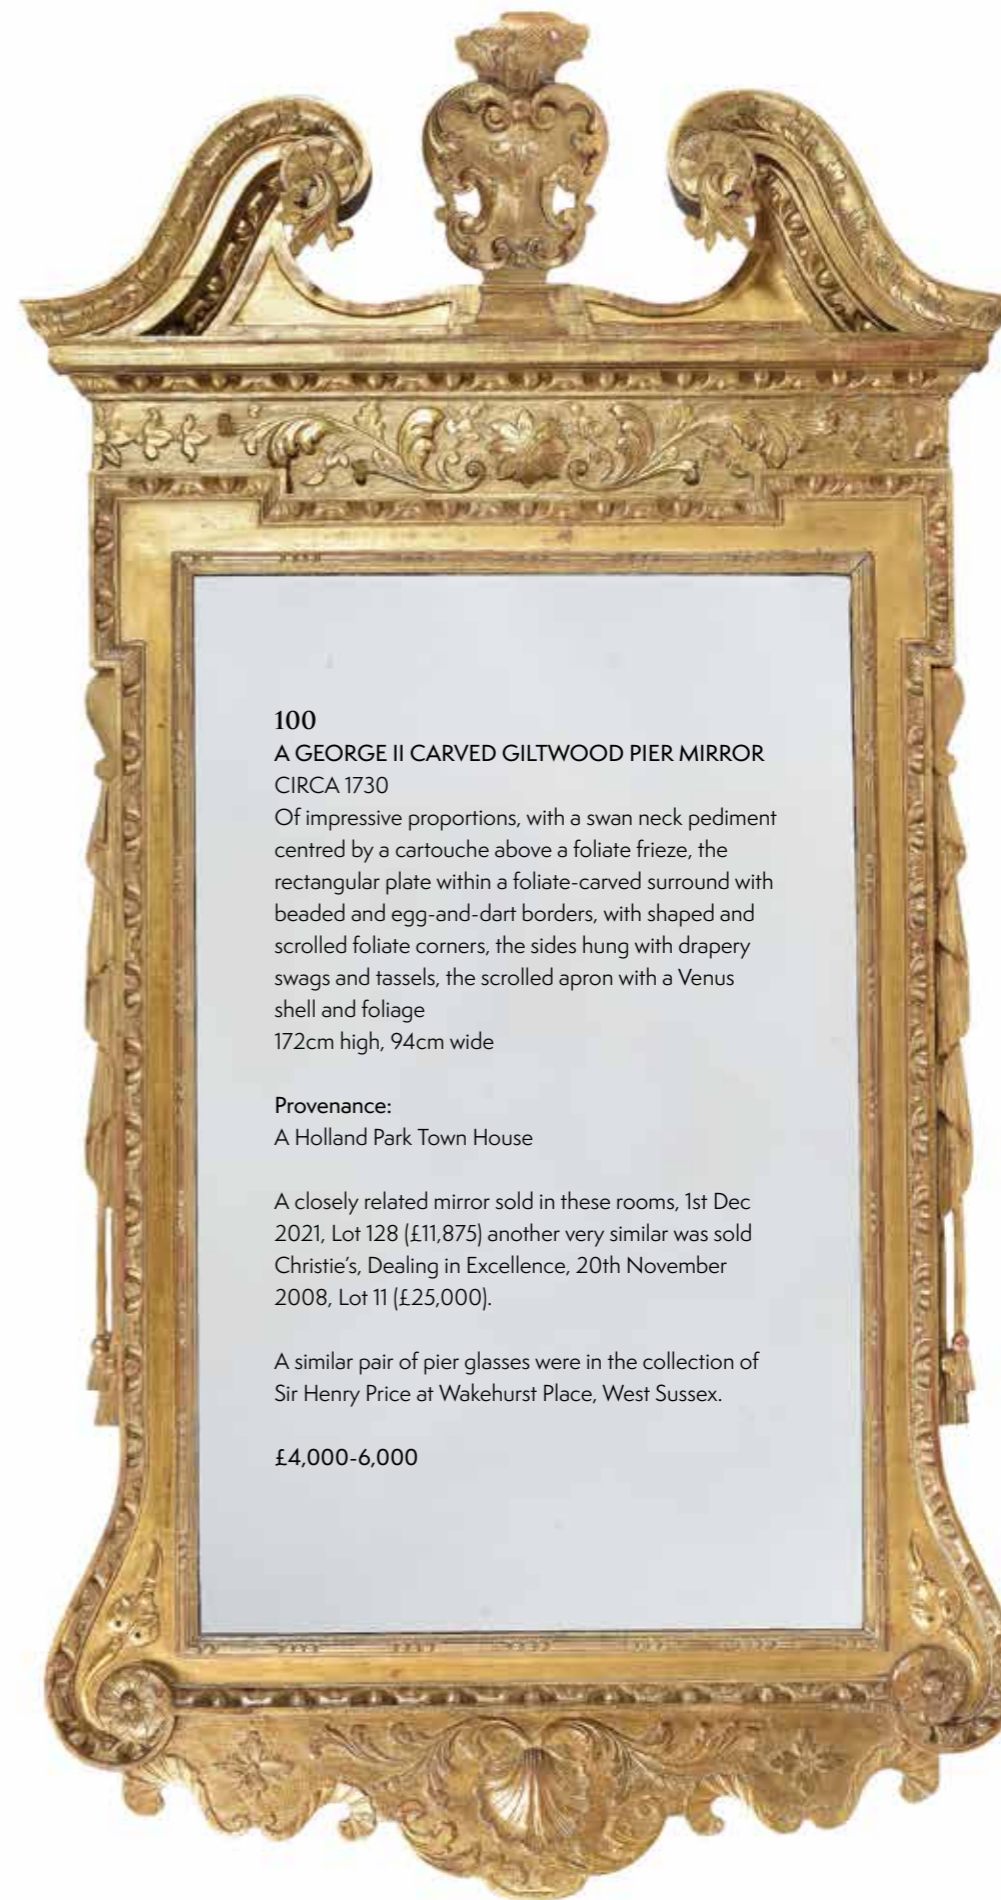 100
A GEORGE II CARVED GILTWOOD PIER MIRROR
CIRCA 1730
Of impressive proportions, with a swan neck pediment
centred by a cartouche above a foliate frieze, the
rectangular plate within a foliate-carved surround with
beaded and egg-and-dart borders, with shaped and
scrolled foliate corners, the sides hung with drapery
swags and tassels, the scrolled apron with a Venus
shell and foliage
172cm high, 94cm wide
Provenance:
A Holland Park Town House
A closely related mirror sold in these rooms, 1st Dec
2021, Lot 128 (£11,875) another very similar was sold
Christie's, Dealing in Excellence, 20th November
2008, Lot 11 (£25,000).
A similar pair of pier glasses were in the collection of
Sir Henry Price at Wakehurst Place, West Sussex.
£4,000-6,000